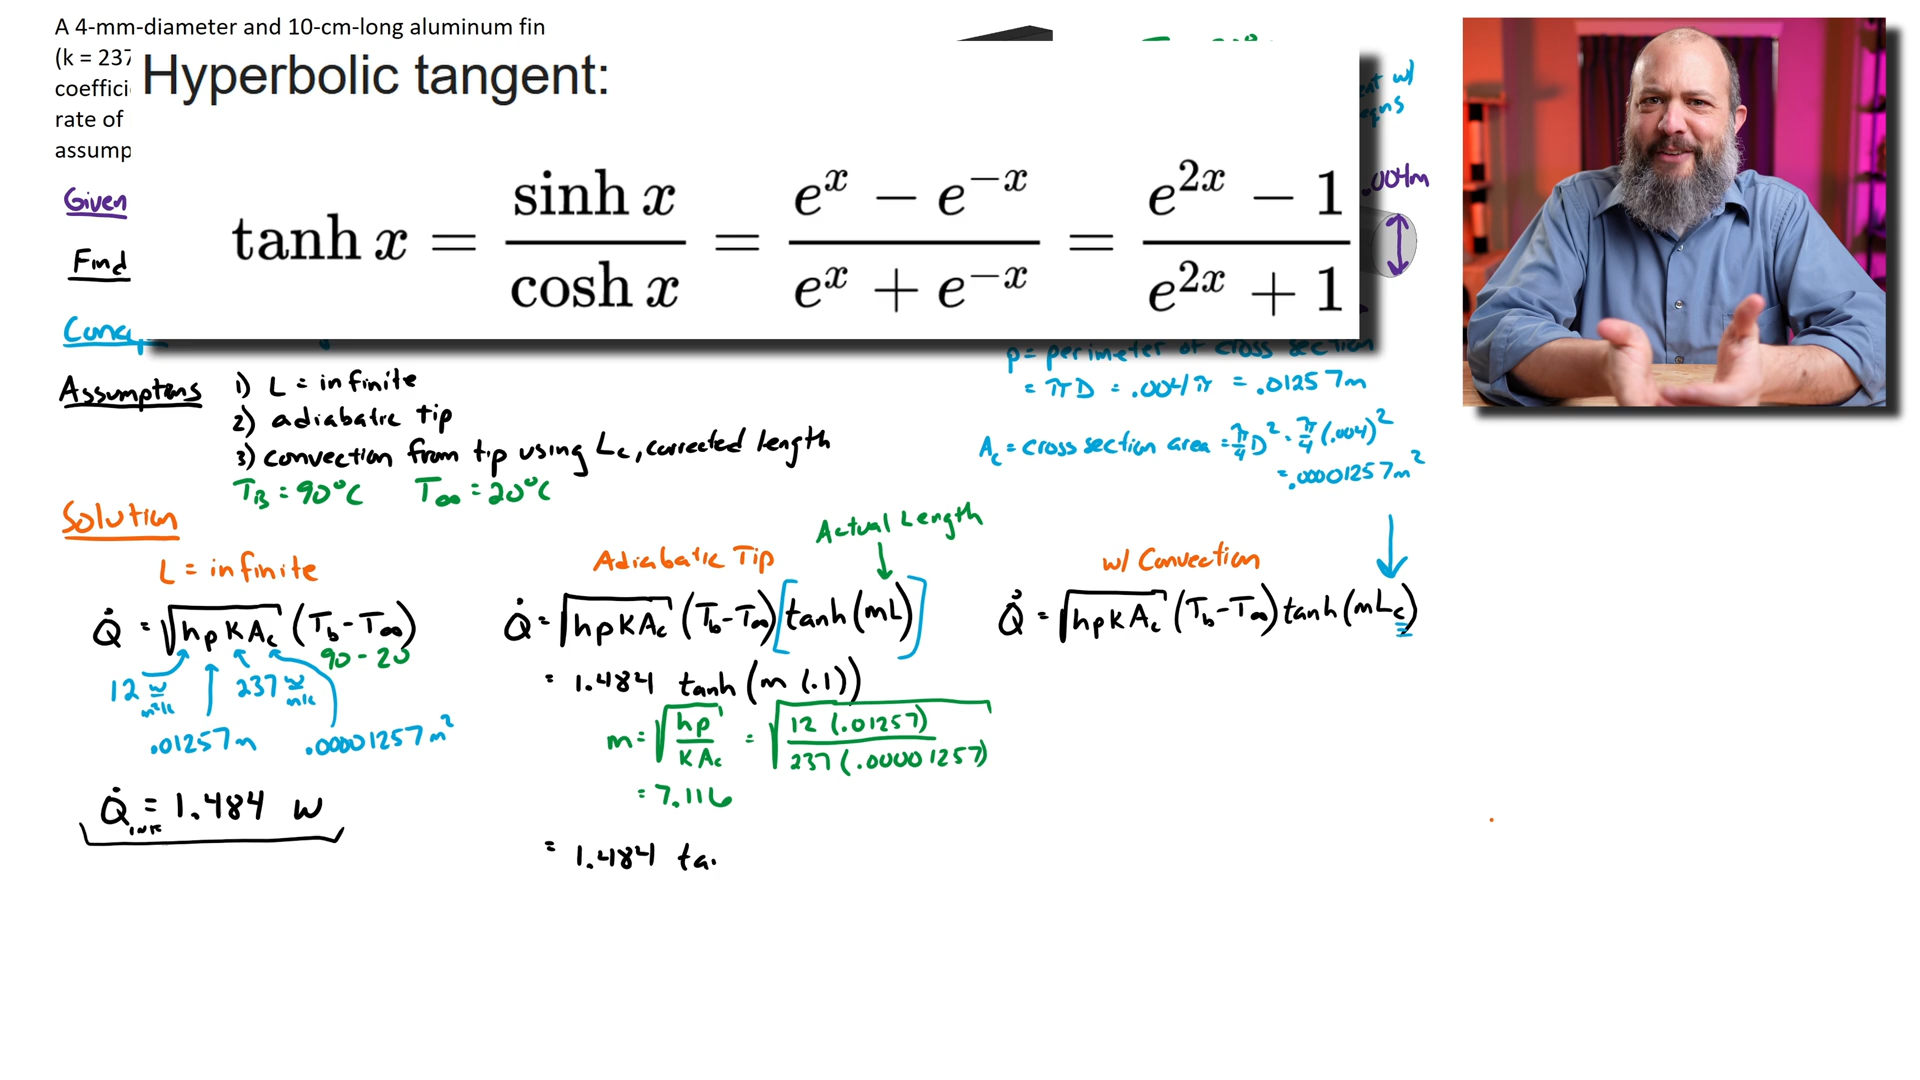 A 4-mm-diameter and 10-cm-long aluminum fin
(k = 237
coeffici
rate of
assump
Hyperbolic tangent:
tanh x = sinh x / cosh x = e^x − e^−x / e^x + e^−x = e^2x − 1 / e^2x + 1
w/
eqns
.004m
Given
Find
Conc
p = perimeter of cross section
= πD = .004π = .01257m
Ac = cross section area = π/4 D² = π/4 (.004)²
= .00001257m²
Assumptons
1) L = infinite
2) adiabatic tip
3) convection from tip using Lc, corrected length
TB = 90°C T∞ = 20°C
Solution
L = infinite
Q̇ = √hpKAc (Tb-T∞)
90 - 20
12 w/m²k
237 w/mk
.01257m
.00001257m²
Q̇ = 1.484 W
Adiabatic Tip
Actual Length
Q̇ = √hpKAc (Tb-T∞) [tanh(mL)]
= 1.484 tanh(m(.1))
m = √hp/KAc = √12(.01257)/237(.00001257)
= 7.116
= 1.484 ta
w/ Convection
Q̇ = √hpKAc (Tb-T∞) tanh(mLc)